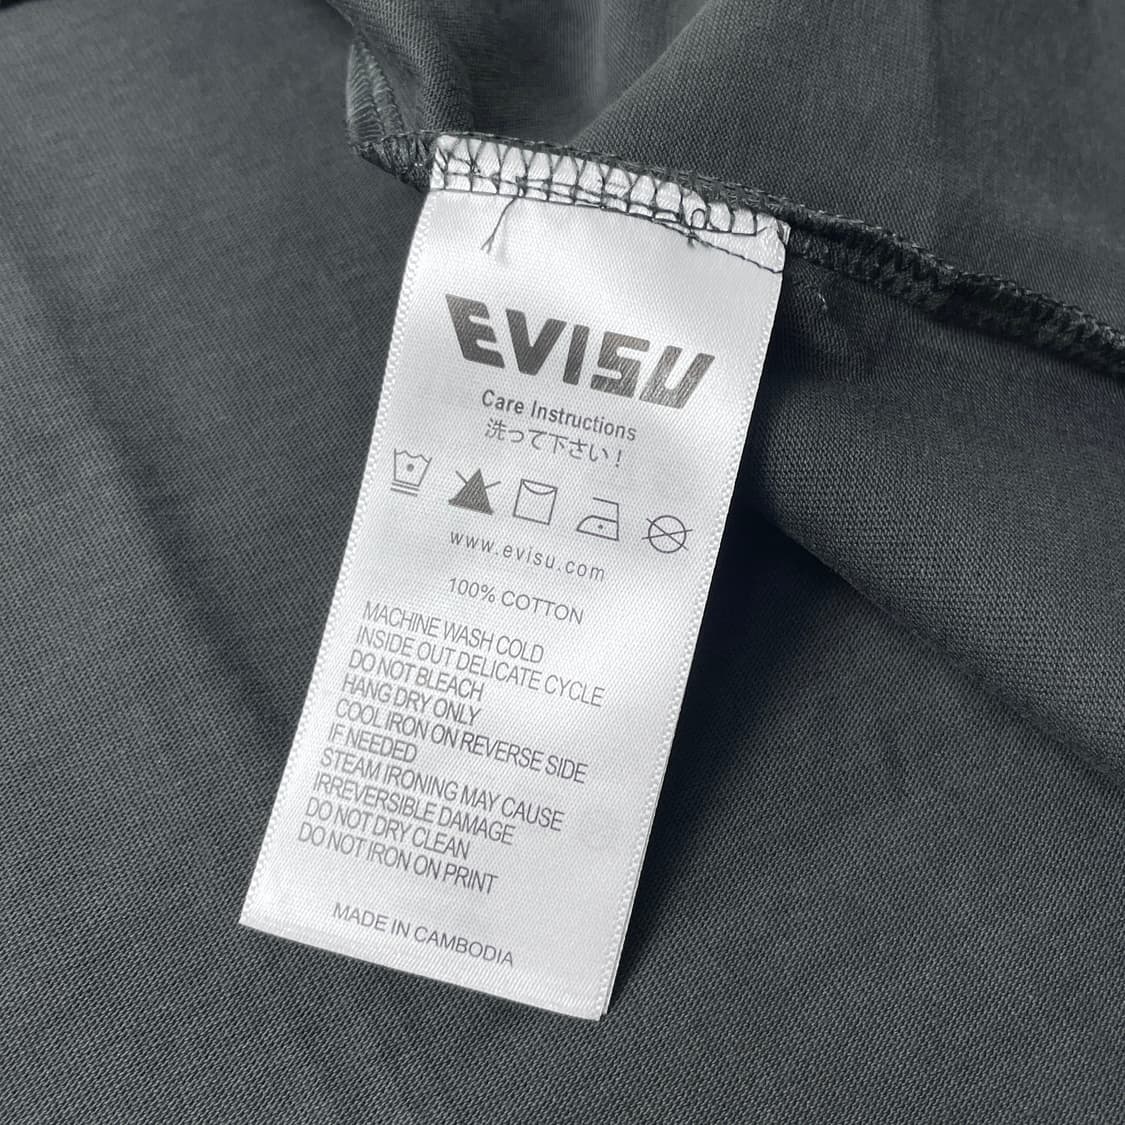 EVISU
Care Instructions
洗って下さい！
www.evisu.com
100% COTTON
MACHINE WASH COLD
INSIDE OUT DELICATE CYCLE
DO NOT BLEACH
HANG DRY ONLY
COOL IRON ON REVERSE SIDE
IF NEEDED
STEAM IRONING MAY CAUSE
IRREVERSIBLE DAMAGE
DO NOT DRY CLEAN
DO NOT IRON ON PRINT
MADE IN CAMBODIA